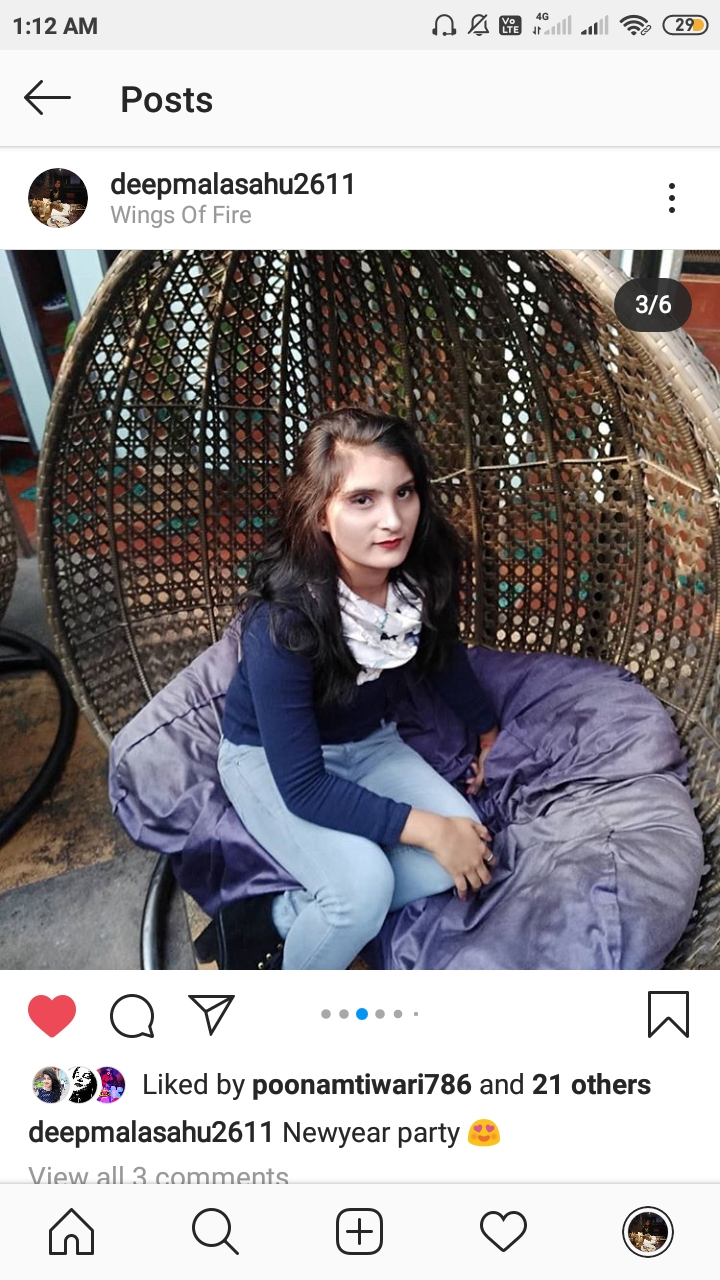 1:12 AM
Vo LTE 4G 29
Posts
deepmalasahu2611
Wings Of Fire
3/6
Liked by poonamtiwari786 and 21 others
deepmalasahu2611 Newyear party 😍
View all 3 comments